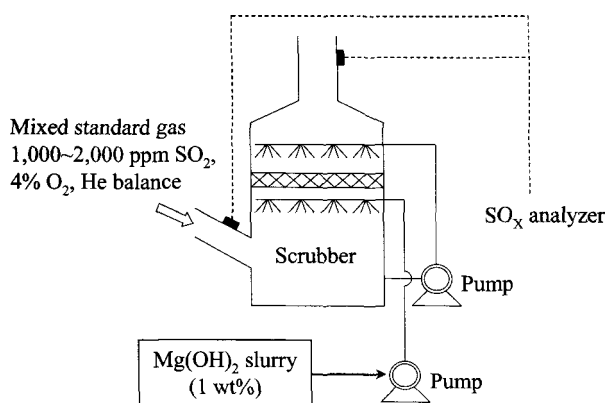 Mixed standard gas
1,000~2,000 ppm SO₂,
4% O₂, He balance
SOₓ analyzer
Scrubber
Pump
Mg(OH)₂ slurry
(1 wt%)
Pump